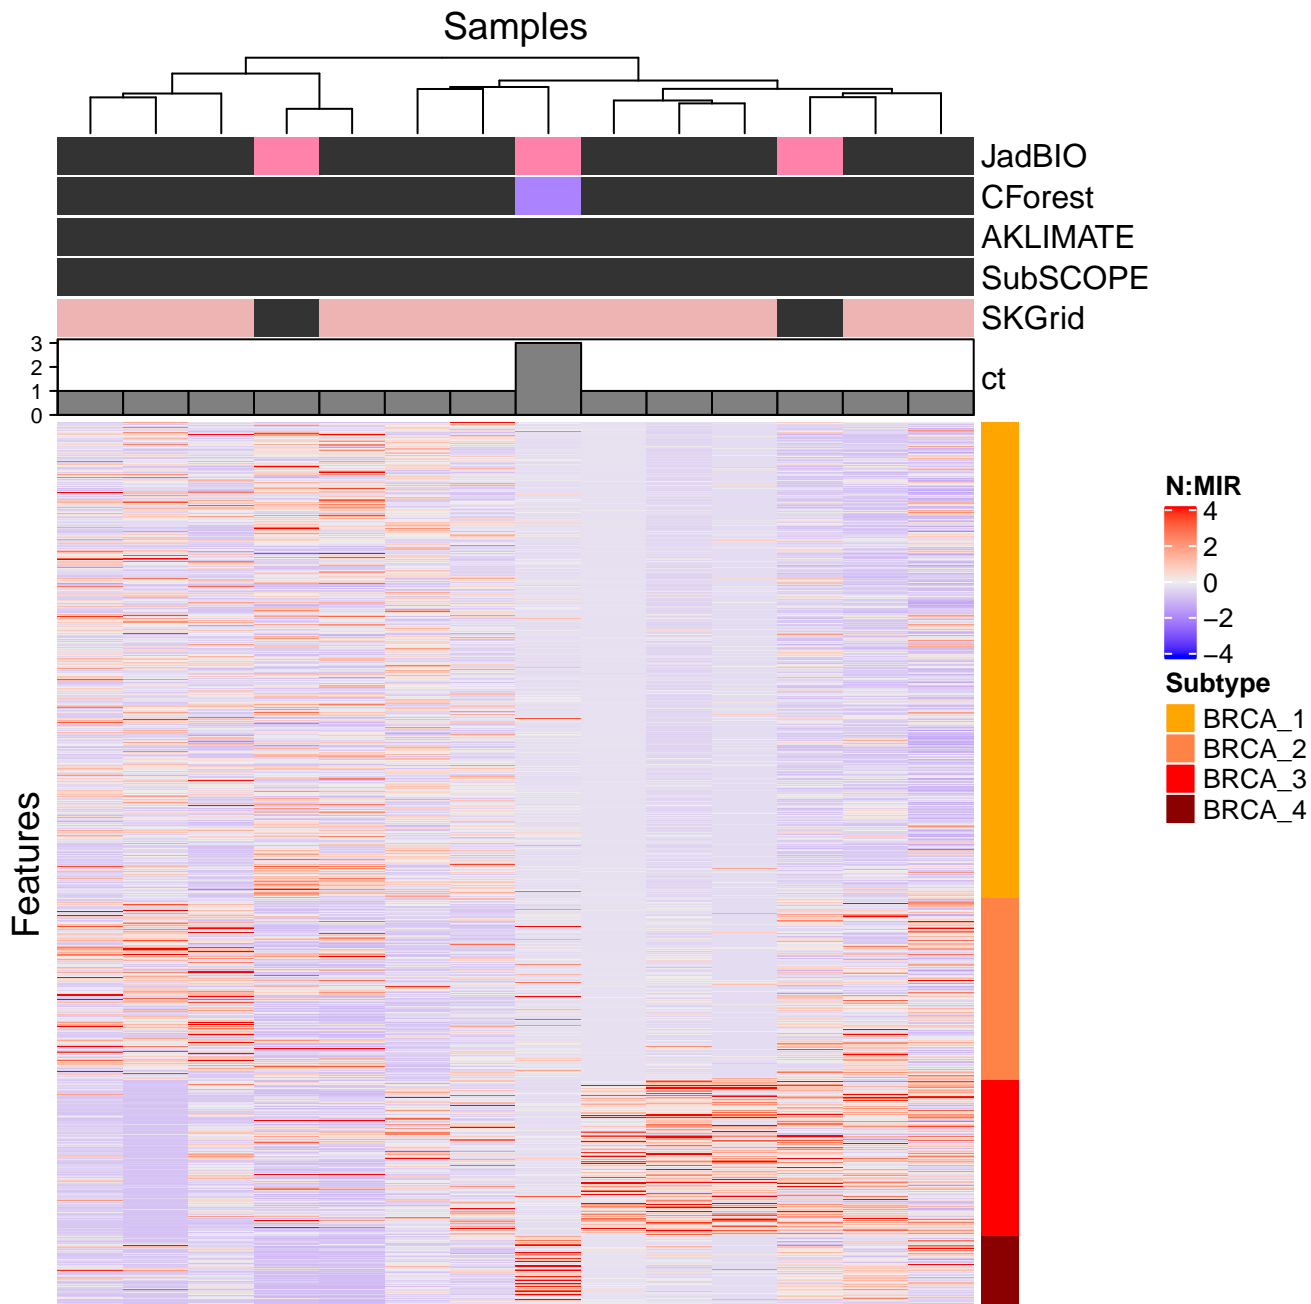 Samples
JadBIO
CForest
AKLIMATE
SubSCOPE
SKGrid
3
2
1
0
ct
Features
N:MIR
4
2
0
−2
−4
Subtype
BRCA_1
BRCA_2
BRCA_3
BRCA_4